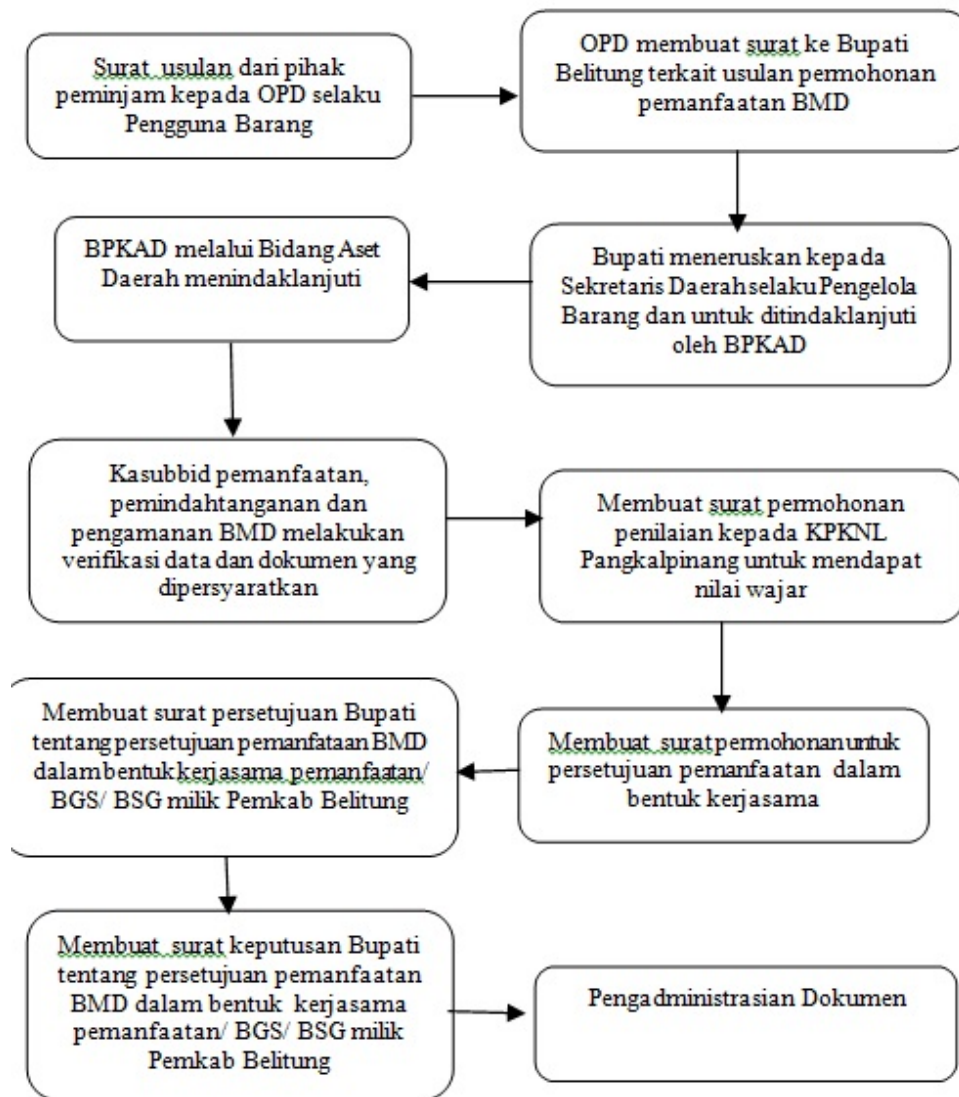 Surat usulan dari pihak
peminjam kepada OPD selaku
Pengguna Barang
OPD membuat surat ke Bupati
Belitung terkait usulan permohonan
pemanfaatan BMD
Bupati meneruskan kepada
Sekretaris Daerah selaku Pengelola
Barang dan untuk ditindaklanjuti
oleh BPKAD
BPKAD melalui Bidang Aset
Daerah menindaklanjuti
Kasubbid pemanfaatan,
pemindahtanganan dan
pengamanan BMD melakukan
verifikasi data dan dokumen yang
dipersyaratkan
Membuat surat permohonan
penilaian kepada KPKNL
Pangkalpinang untuk mendapat
nilai wajar
Membuat surat permohonan untuk
persetujuan pemanfaatan dalam
bentuk kerjasama
Membuat surat persetujuan Bupati
tentang persetujuan pemanfataan BMD
dalam bentuk kerjasama pemanfaatan/
BGS/ BSG milik Pemkab Belitung
Membuat surat keputusan Bupati
tentang persetujuan pemanfaatan
BMD dalam bentuk kerjasama
pemanfaatan/ BGS/ BSG milik
Pemkab Belitung
Pengadministrasian Dokumen